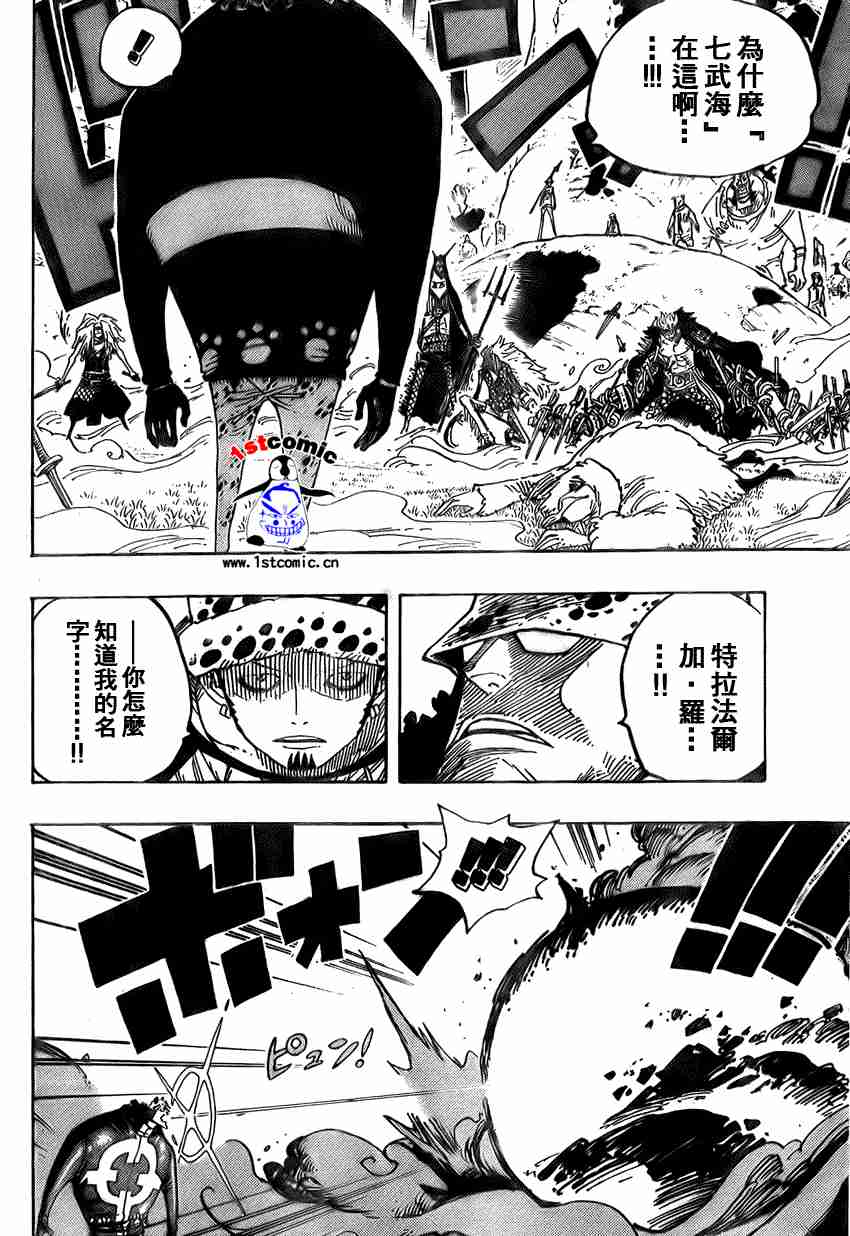 為什麼『
七武海』
在這啊…
…!!!
!!
1stcomic
www.1stcomic.cn
特拉法爾
加·羅…
…!!
——你怎麼
知道我的名
字…………!!
!!!
ピュン!
ボォン
!!!!